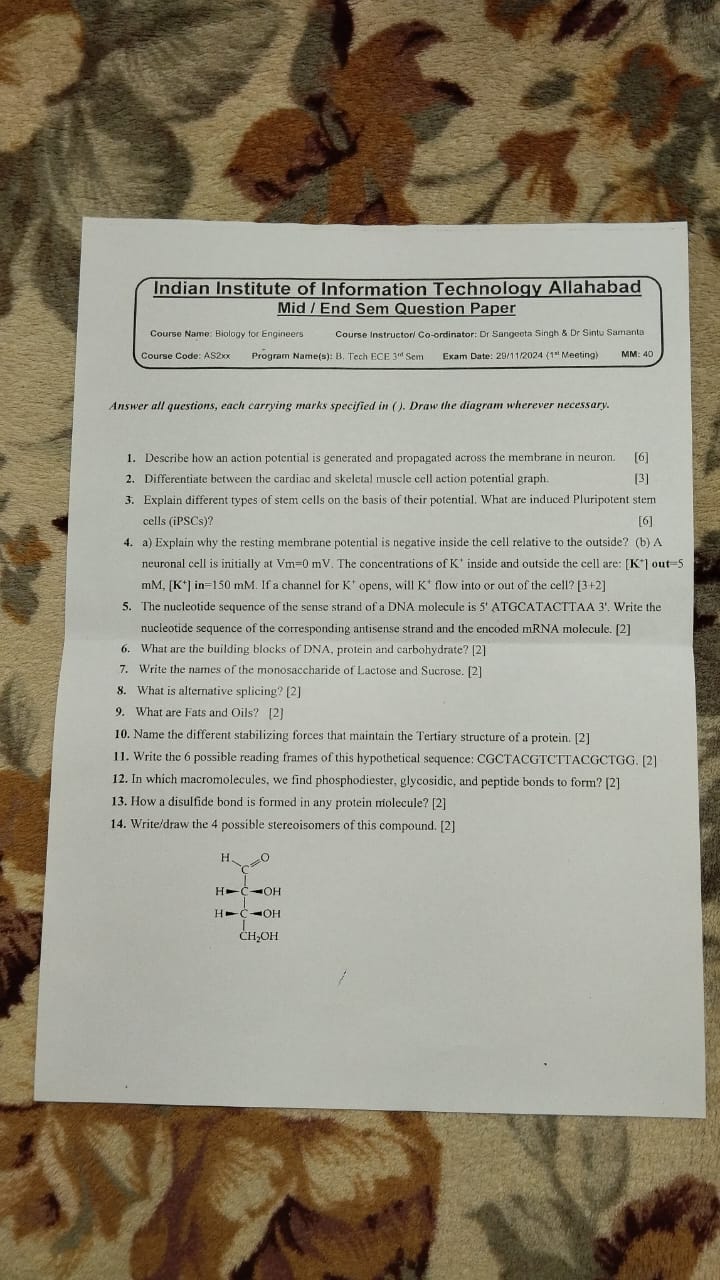 Indian Institute of Information Technology Allahabad
Mid / End Sem Question Paper
Course Name: Biology for Engineers Course Instructor/ Co-ordinator: Dr Sangeeta Singh & Dr Sintu Samanta
Course Code: AS2xx Program Name(s): B. Tech ECE 3rd Sem Exam Date: 29/11/2024 (1st Meeting) MM: 40
Answer all questions, each carrying marks specified in ( ). Draw the diagram wherever necessary.
1. Describe how an action potential is generated and propagated across the membrane in neuron. [6]
2. Differentiate between the cardiac and skeletal muscle cell action potential graph. [3]
3. Explain different types of stem cells on the basis of their potential. What are induced Pluripotent stem
cells (iPSCs)? [6]
4. a) Explain why the resting membrane potential is negative inside the cell relative to the outside? (b) A
neuronal cell is initially at Vm=0 mV. The concentrations of K⁺ inside and outside the cell are: [K⁺] out=5
mM, [K⁺] in=150 mM. If a channel for K⁺ opens, will K⁺ flow into or out of the cell? [3+2]
5. The nucleotide sequence of the sense strand of a DNA molecule is 5' ATGCATACTTAA 3'. Write the
nucleotide sequence of the corresponding antisense strand and the encoded mRNA molecule. [2]
6. What are the building blocks of DNA, protein and carbohydrate? [2]
7. Write the names of the monosaccharide of Lactose and Sucrose. [2]
8. What is alternative splicing? [2]
9. What are Fats and Oils? [2]
10. Name the different stabilizing forces that maintain the Tertiary structure of a protein. [2]
11. Write the 6 possible reading frames of this hypothetical sequence: CGCTACGTCTTACGCTGG. [2]
12. In which macromolecules, we find phosphodiester, glycosidic, and peptide bonds to form? [2]
13. How a disulfide bond is formed in any protein molecule? [2]
14. Write/draw the 4 possible stereoisomers of this compound. [2]
H O
C
H C OH
H C OH
CH₂OH